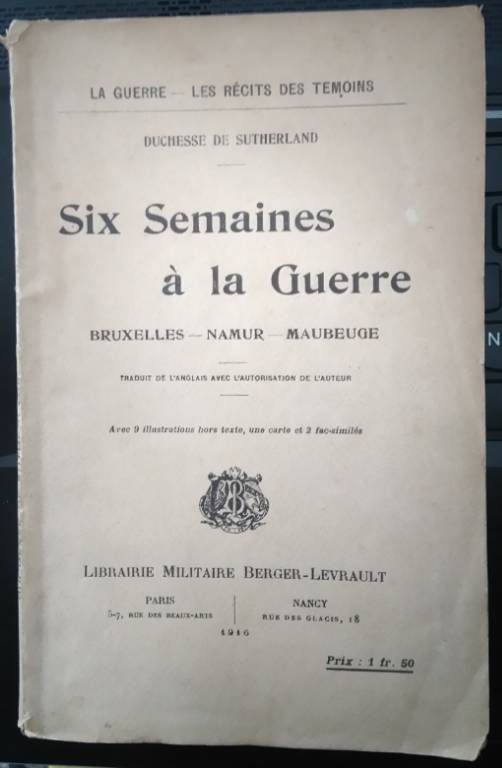 LA GUERRE — LES RÉCITS DES TEMOINS
DUCHESSE DE SUTHERLAND
Six Semaines
à la Guerre
BRUXELLES — NAMUR — MAUBEUGE
TRADUIT DE L'ANGLAIS AVEC L'AUTORISATION DE L'AUTEUR
Avec 9 illustrations hors texte, une carte et 2 fac-similés
LIBRAIRIE MILITAIRE BERGER-LEVRAULT
PARIS
5-7, RUE DES BEAUX-ARTS
NANCY
RUE DES GLACIS, 18
1916
Prix : 1 fr. 50
N